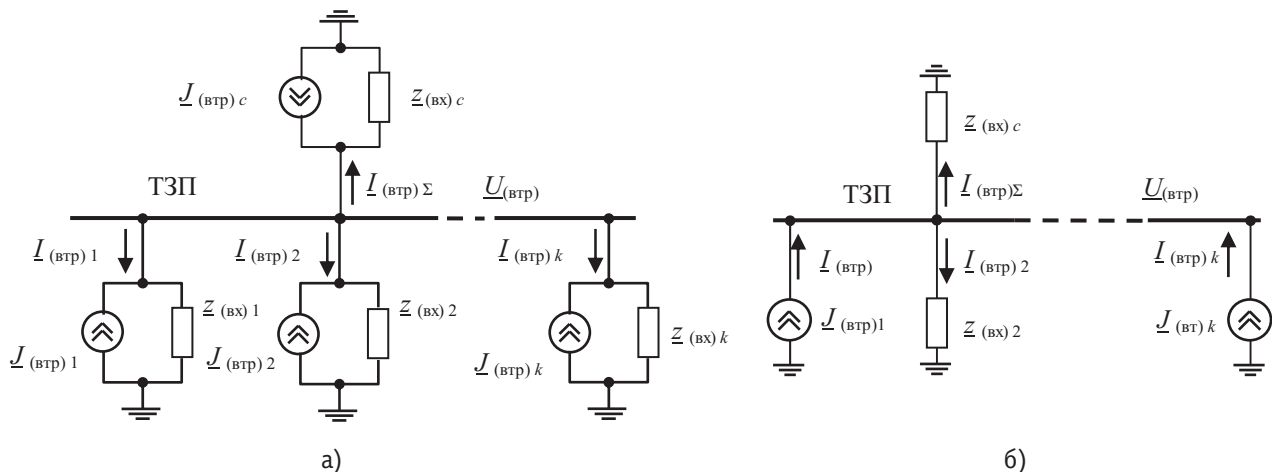 J (втр) c
z (вх) c
z (вх) c
ТЗП
I (втр) Σ
U (втр)
ТЗП
I (втр)Σ
U (втр)
I (втр) 1
I (втр) 2
I (втр) k
I (втр)
I (втр) 2
I (втр) k
z (вх) 1
z (вх) 2
J (втр)1
z (вх) 2
J (вт) k
J (втр) 1
J (втр) 2
J (втр) k
z (вх) k
а)
б)